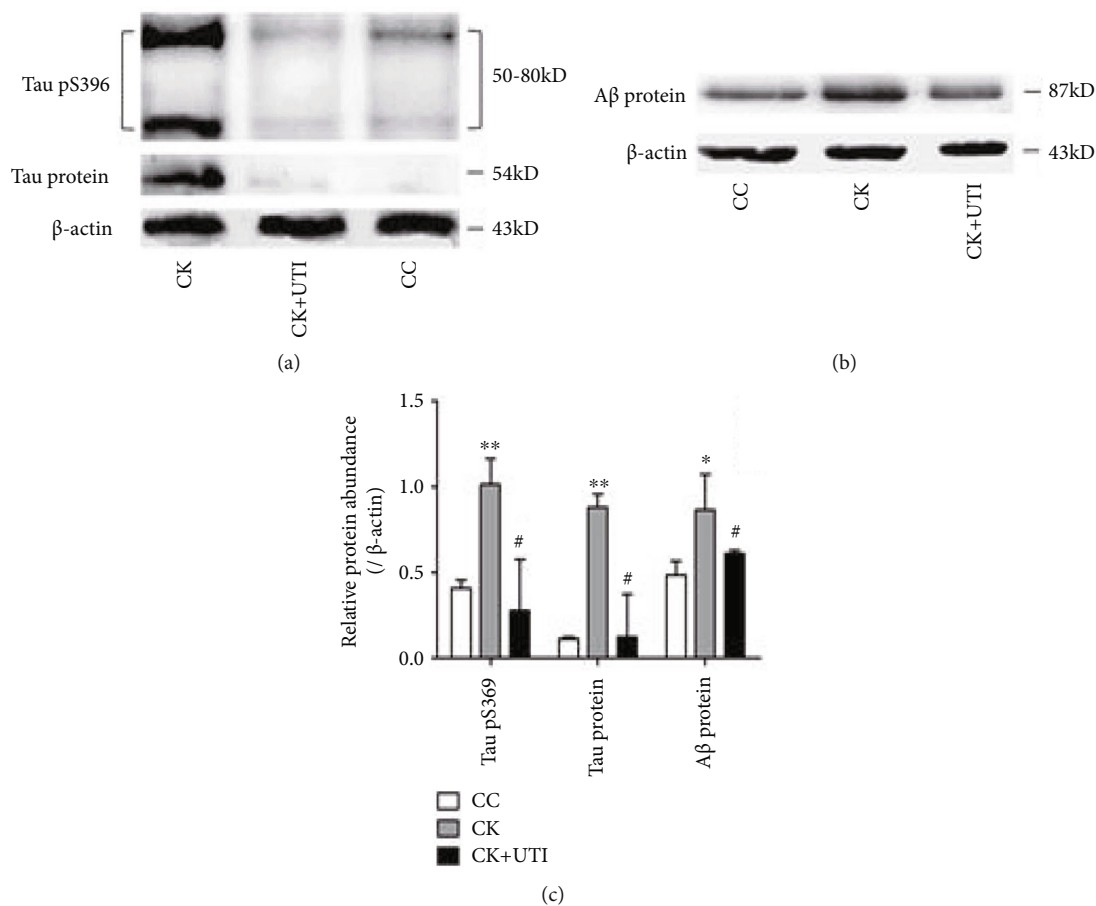 Tau pS396
50-80kD
Tau protein
54kD
β-actin
43kD
CK
CK+UTI
CC
(a)
Aβ protein
87kD
β-actin
43kD
CC
CK
CK+UTI
(b)
Relative protein abundance
(/ β-actin)
1.5
1.0
0.5
0.0
**
#
**
#
*
#
Tau pS369
Tau protein
Aβ protein
CC
CK
CK+UTI
(c)